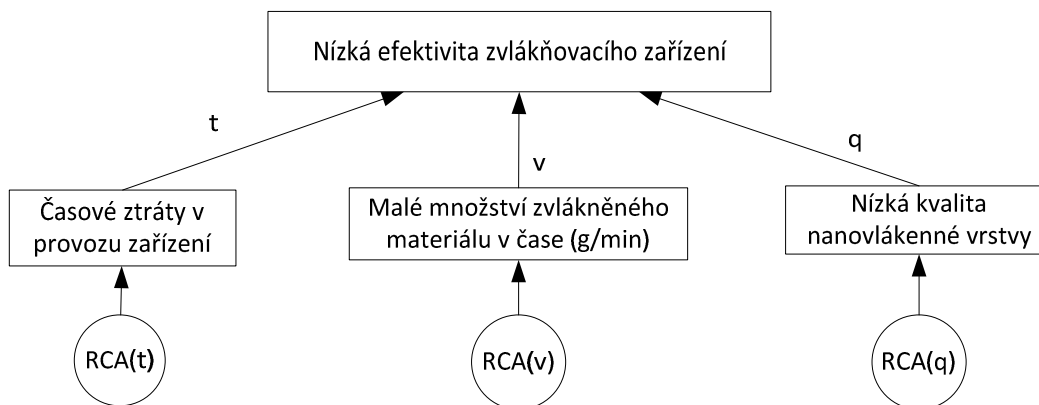 Nízká efektivita zvlákňovacího zařízení
t
v
q
Časové ztráty v
provozu zařízení
Malé množství zvlákněného
materiálu v čase (g/min)
Nízká kvalita
nanovlákenné vrstvy
RCA(t)
RCA(v)
RCA(q)